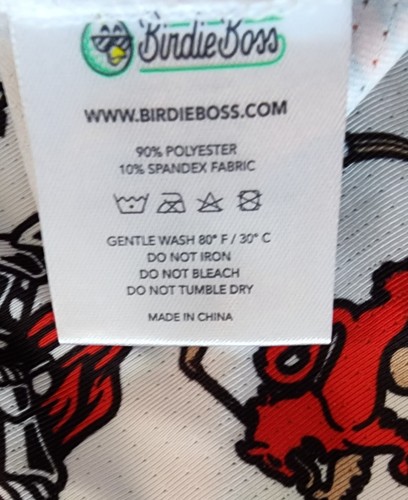 BirdieBoss
WWW.BIRDIEBOSS.COM
90% POLYESTER
10% SPANDEX FABRIC
GENTLE WASH 80° F / 30° C
DO NOT IRON
DO NOT BLEACH
DO NOT TUMBLE DRY
MADE IN CHINA